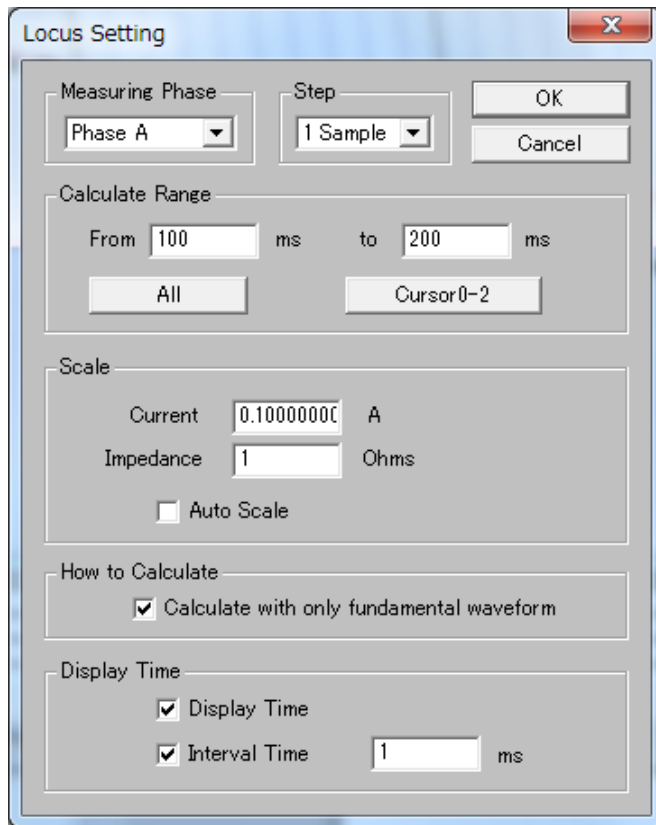 Locus Setting
Measuring Phase
Phase A
Step
1 Sample
OK
Cancel
Calculate Range
From 100 ms to 200 ms
All
Cursor0-2
Scale
Current 0.1000000 A
Impedance 1 Ohms
Auto Scale
How to Calculate
Calculate with only fundamental waveform
Display Time
Display Time
Interval Time 1 ms